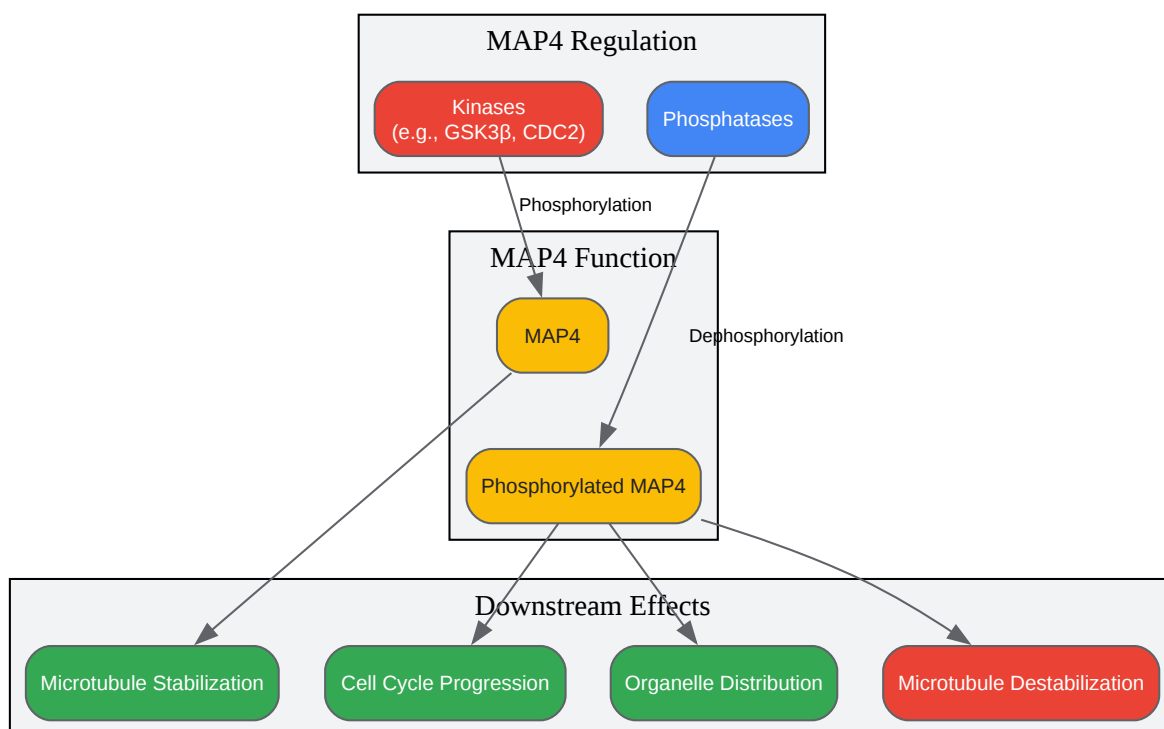 MAP4 Regulation
Kinases
(e.g., GSK3β, CDC2)
Phosphatases
Phosphorylation
MAP4 Function
MAP4
Dephosphorylation
Phosphorylated MAP4
Downstream Effects
Microtubule Stabilization
Cell Cycle Progression
Organelle Distribution
Microtubule Destabilization